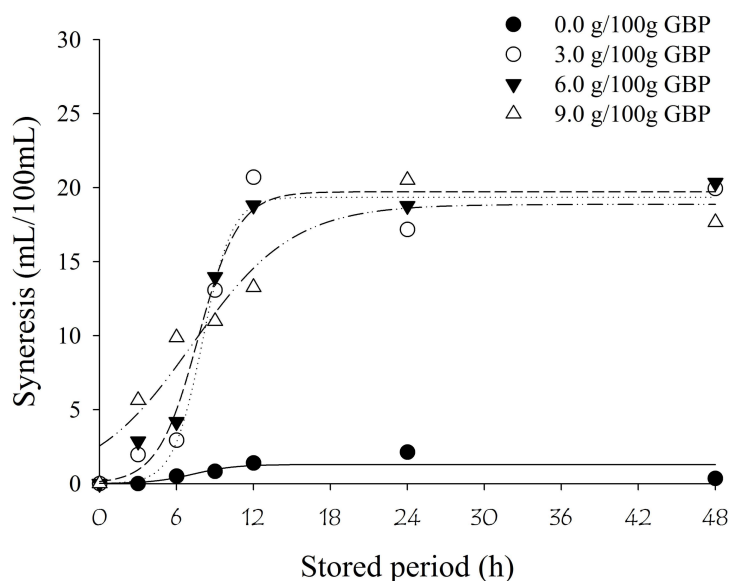 0.0 g/100g GBP
3.0 g/100g GBP
6.0 g/100g GBP
9.0 g/100g GBP
Syneresis (mL/100mL)
30
25
20
15
10
5
0
0 6 12 18 24 30 36 42 48
Stored period (h)